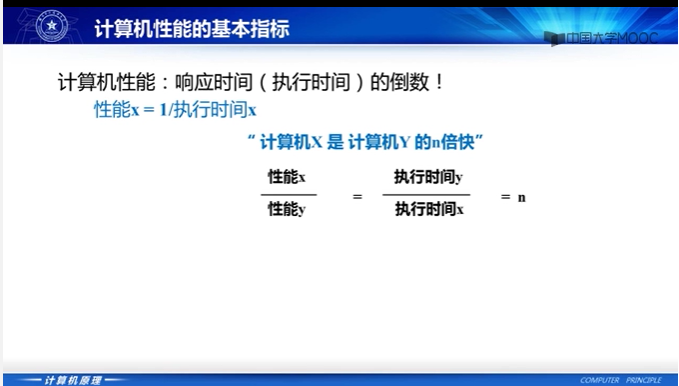 计算机性能的基本指标
中国大学MOOC
计算机性能：响应时间（执行时间）的倒数！
性能x = 1/执行时间x
“ 计算机X 是 计算机Y 的n倍快”
性能x 执行时间y
= = n
性能y 执行时间x
计算机原理
COMPUTER PRINCIPLE